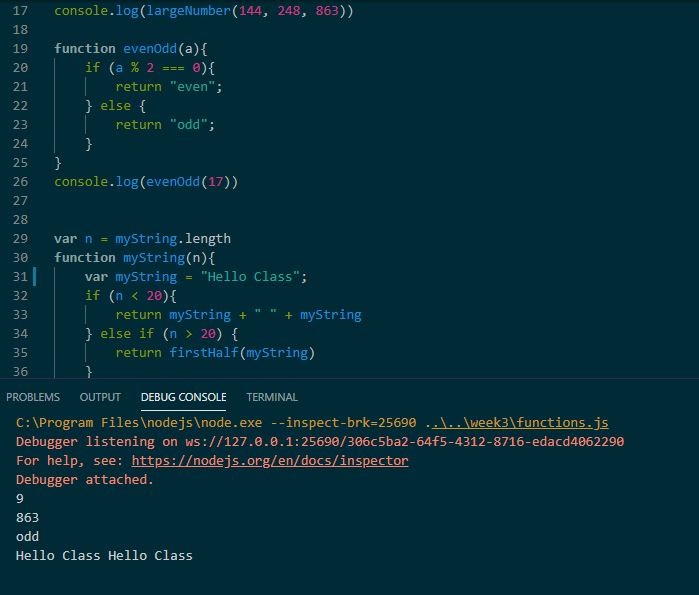 17 console.log(largeNumber(144, 248, 863))
18
19 function evenOdd(a){
20 if (a % 2 === 0){
21 return "even";
22 } else {
23 return "odd";
24 }
25 }
26 console.log(evenOdd(17))
27
28
29 var n = myString.length
30 function myString(n){
31 var myString = "Hello Class";
32 if (n < 20){
33 return myString + " " + myString
34 } else if (n > 20) {
35 return firstHalf(myString)
36 }
PROBLEMS OUTPUT DEBUG CONSOLE TERMINAL
C:\Program Files\nodejs\node.exe --inspect-brk=25690 ..\..\week3\functions.js
Debugger listening on ws://127.0.0.1:25690/306c5ba2-64f5-4312-8716-edacd4062290
For help, see: https://nodejs.org/en/docs/inspector
Debugger attached.
9
863
odd
Hello Class Hello Class